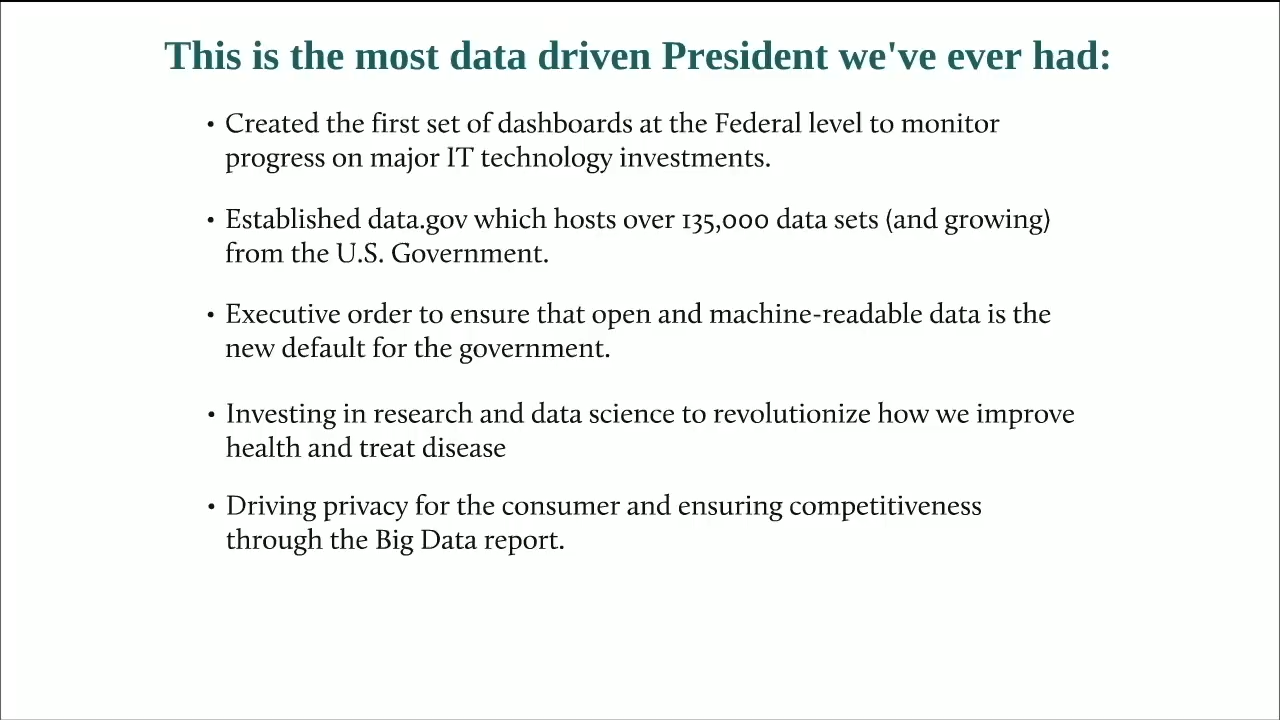 This is the most data driven President we've ever had:
• Created the first set of dashboards at the Federal level to monitor
progress on major IT technology investments.
• Established data.gov which hosts over 135,000 data sets (and growing)
from the U.S. Government.
• Executive order to ensure that open and machine-readable data is the
new default for the government.
• Investing in research and data science to revolutionize how we improve
health and treat disease
• Driving privacy for the consumer and ensuring competitiveness
through the Big Data report.